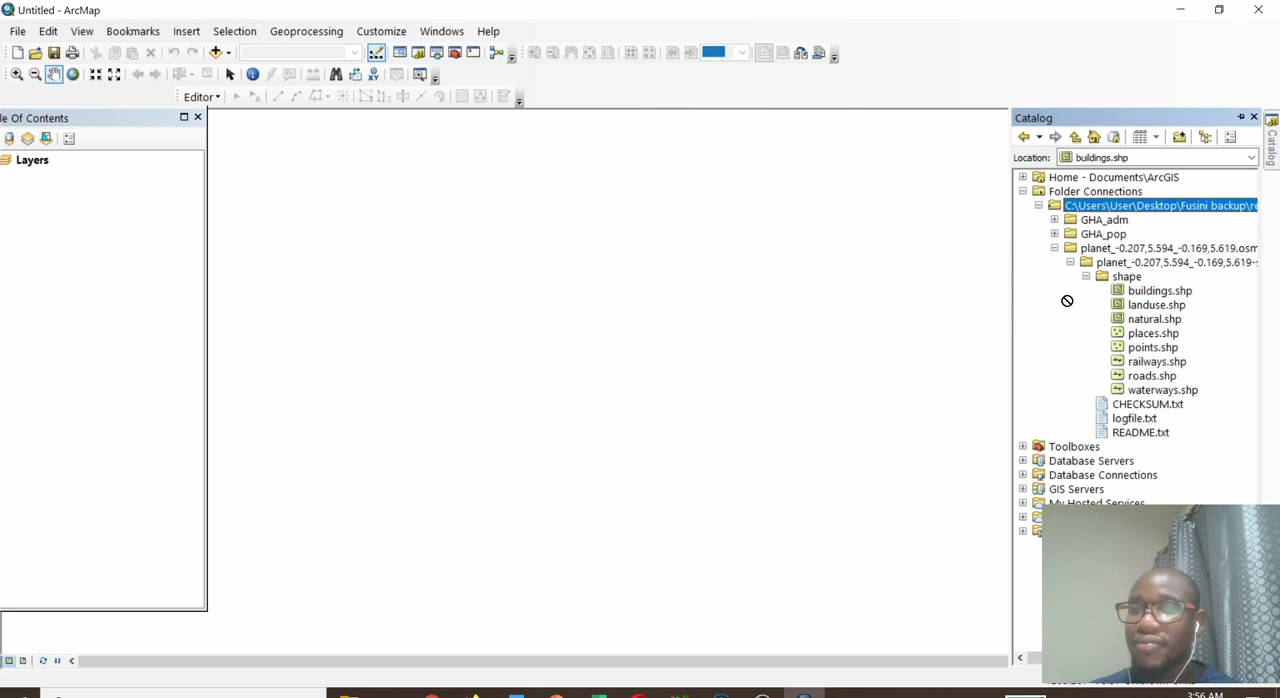 Untitled - ArcMap
File Edit View Bookmarks Insert Selection Geoprocessing Customize Windows Help
Editor
le Of Contents
Layers
Catalog
Location: buildings.shp
Catalog
Home - Documents\ArcGIS
Folder Connections
C:\Users\User\Desktop\Fusini backup\re
GHA_adm
GHA_pop
planet_-0.207,5.594_-0.169,5.619.osm
planet_-0.207,5.594_-0.169,5.619-s
shape
buildings.shp
landuse.shp
natural.shp
places.shp
points.shp
railways.shp
roads.shp
waterways.shp
CHECKSUM.txt
logfile.txt
README.txt
Toolboxes
Database Servers
Database Connections
GIS Servers
My Hosted Services
3:56 AM